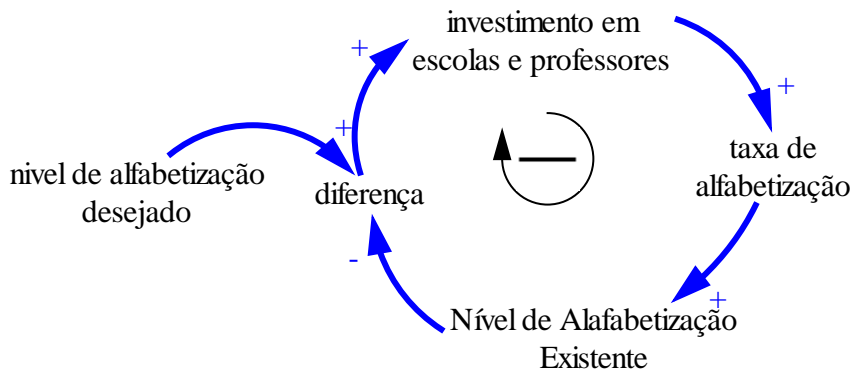 investimento em
escolas e professores
+
+
+
taxa de
alfabetização
nivel de alfabetização
desejado
diferença
-
+
Nível de Alafabetização
Existente